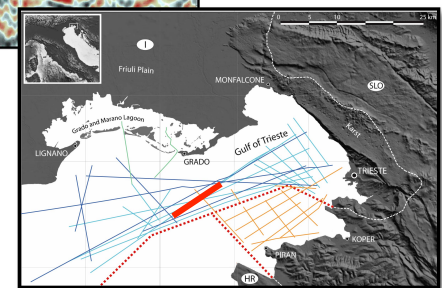 0 5 10 25 km
I
Friuli Plain
MONFALCONE
SLO
Karst
Grado and Marano Lagoon
LIGNANO
GRADO
Gulf of Trieste
TRIESTE
KOPER
PIRAN
HR